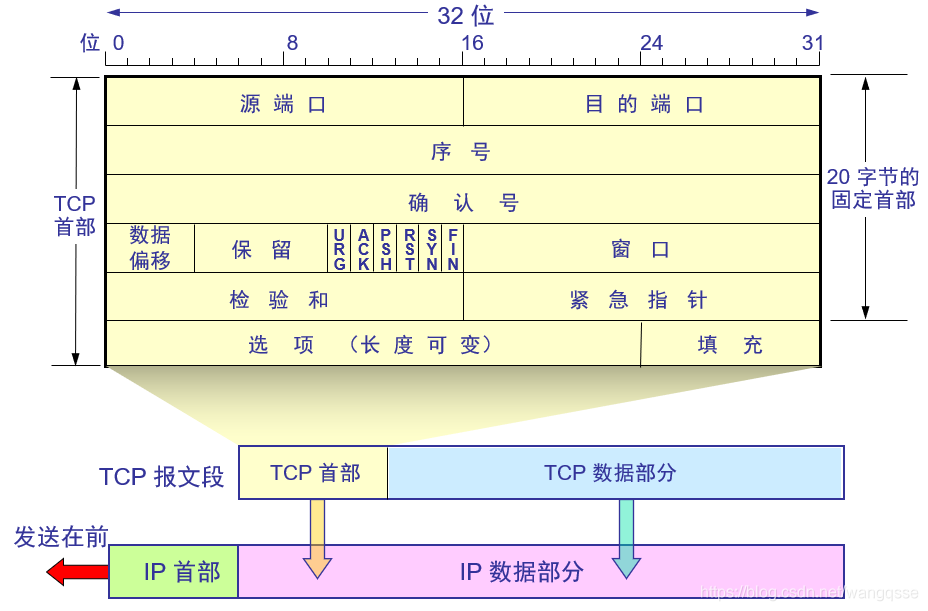 32 位
位 0 8 16 24 31
源 端 口 目 的 端 口
序 号
确 认 号
TCP
首部
20 字节的
固定首部
数据
偏移
保 留
URG
ACK
PSH
RST
SYN
FIN
窗 口
检 验 和 紧 急 指 针
选 项 (长 度 可 变) 填 充
TCP 报文段 TCP 首部 TCP 数据部分
发送在前
IP 首部 IP 数据部分
https://blog.csdn.net/wangqsse